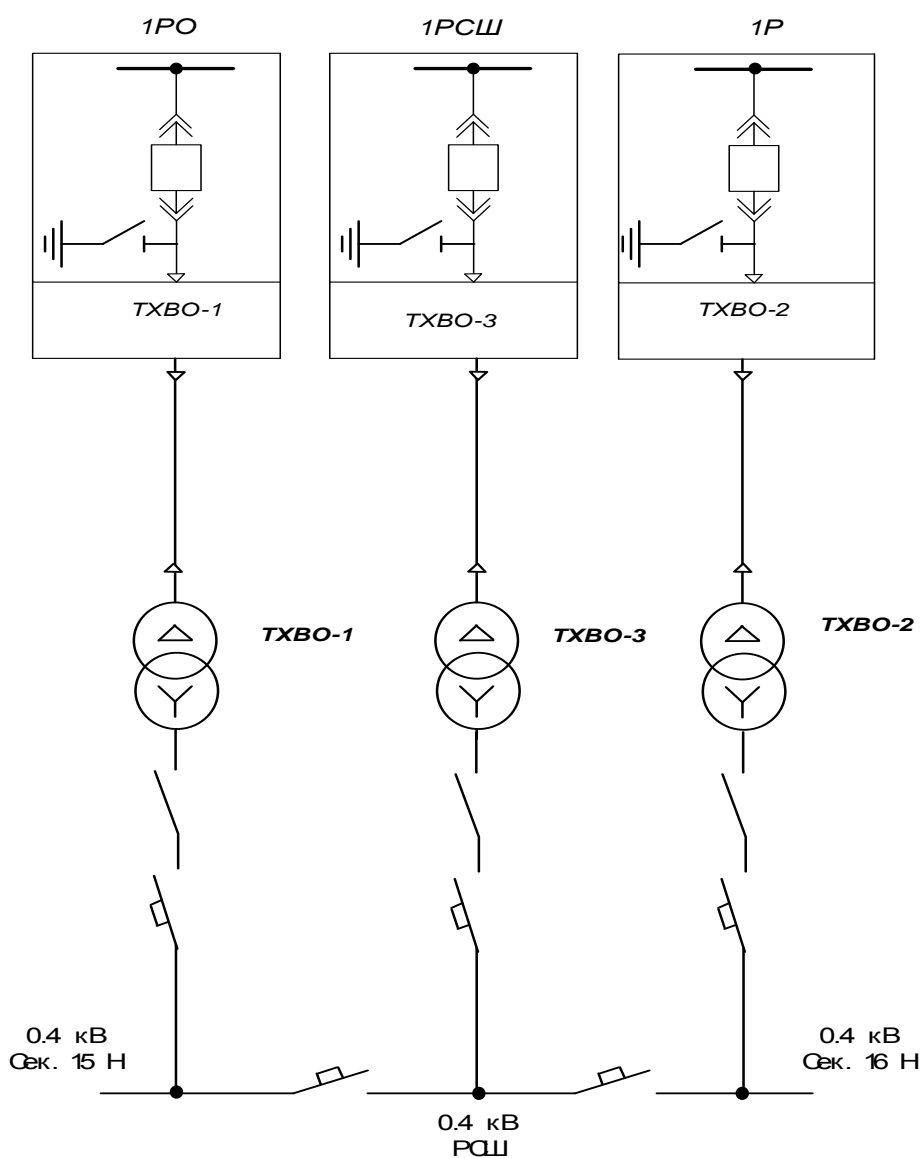 1РО
1РСШ
1Р
ТХВО-1
ТХВО-3
ТХВО-2
ТХВО-1
ТХВО-3
ТХВО-2
0.4 кВ
Сек. 15 Н
0.4 кВ
Сек. 16 Н
0.4 кВ
РСШ